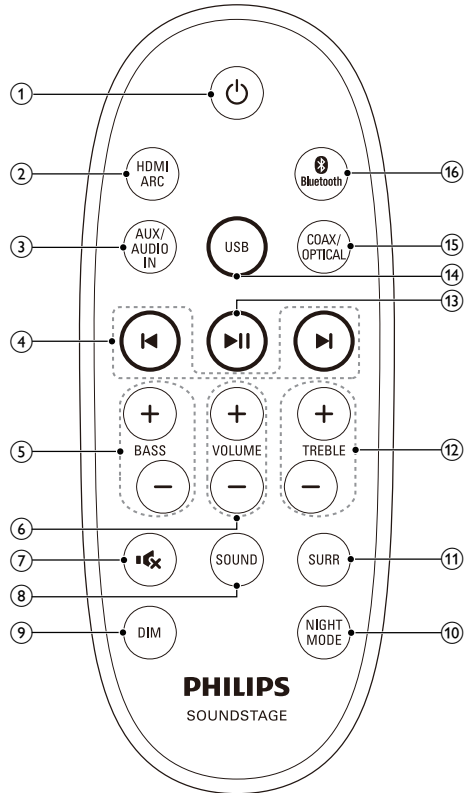 ①
②
HDMI
ARC
Bluetooth
⑯
③
AUX/
AUDIO
IN
USB
COAX/
OPTICAL
⑮
⑭
⑬
④
⑤
BASS
VOLUME
TREBLE
⑫
⑥
⑦
SOUND
SURR
⑪
⑧
⑨
DIM
NIGHT
MODE
⑩
PHILIPS
SOUNDSTAGE